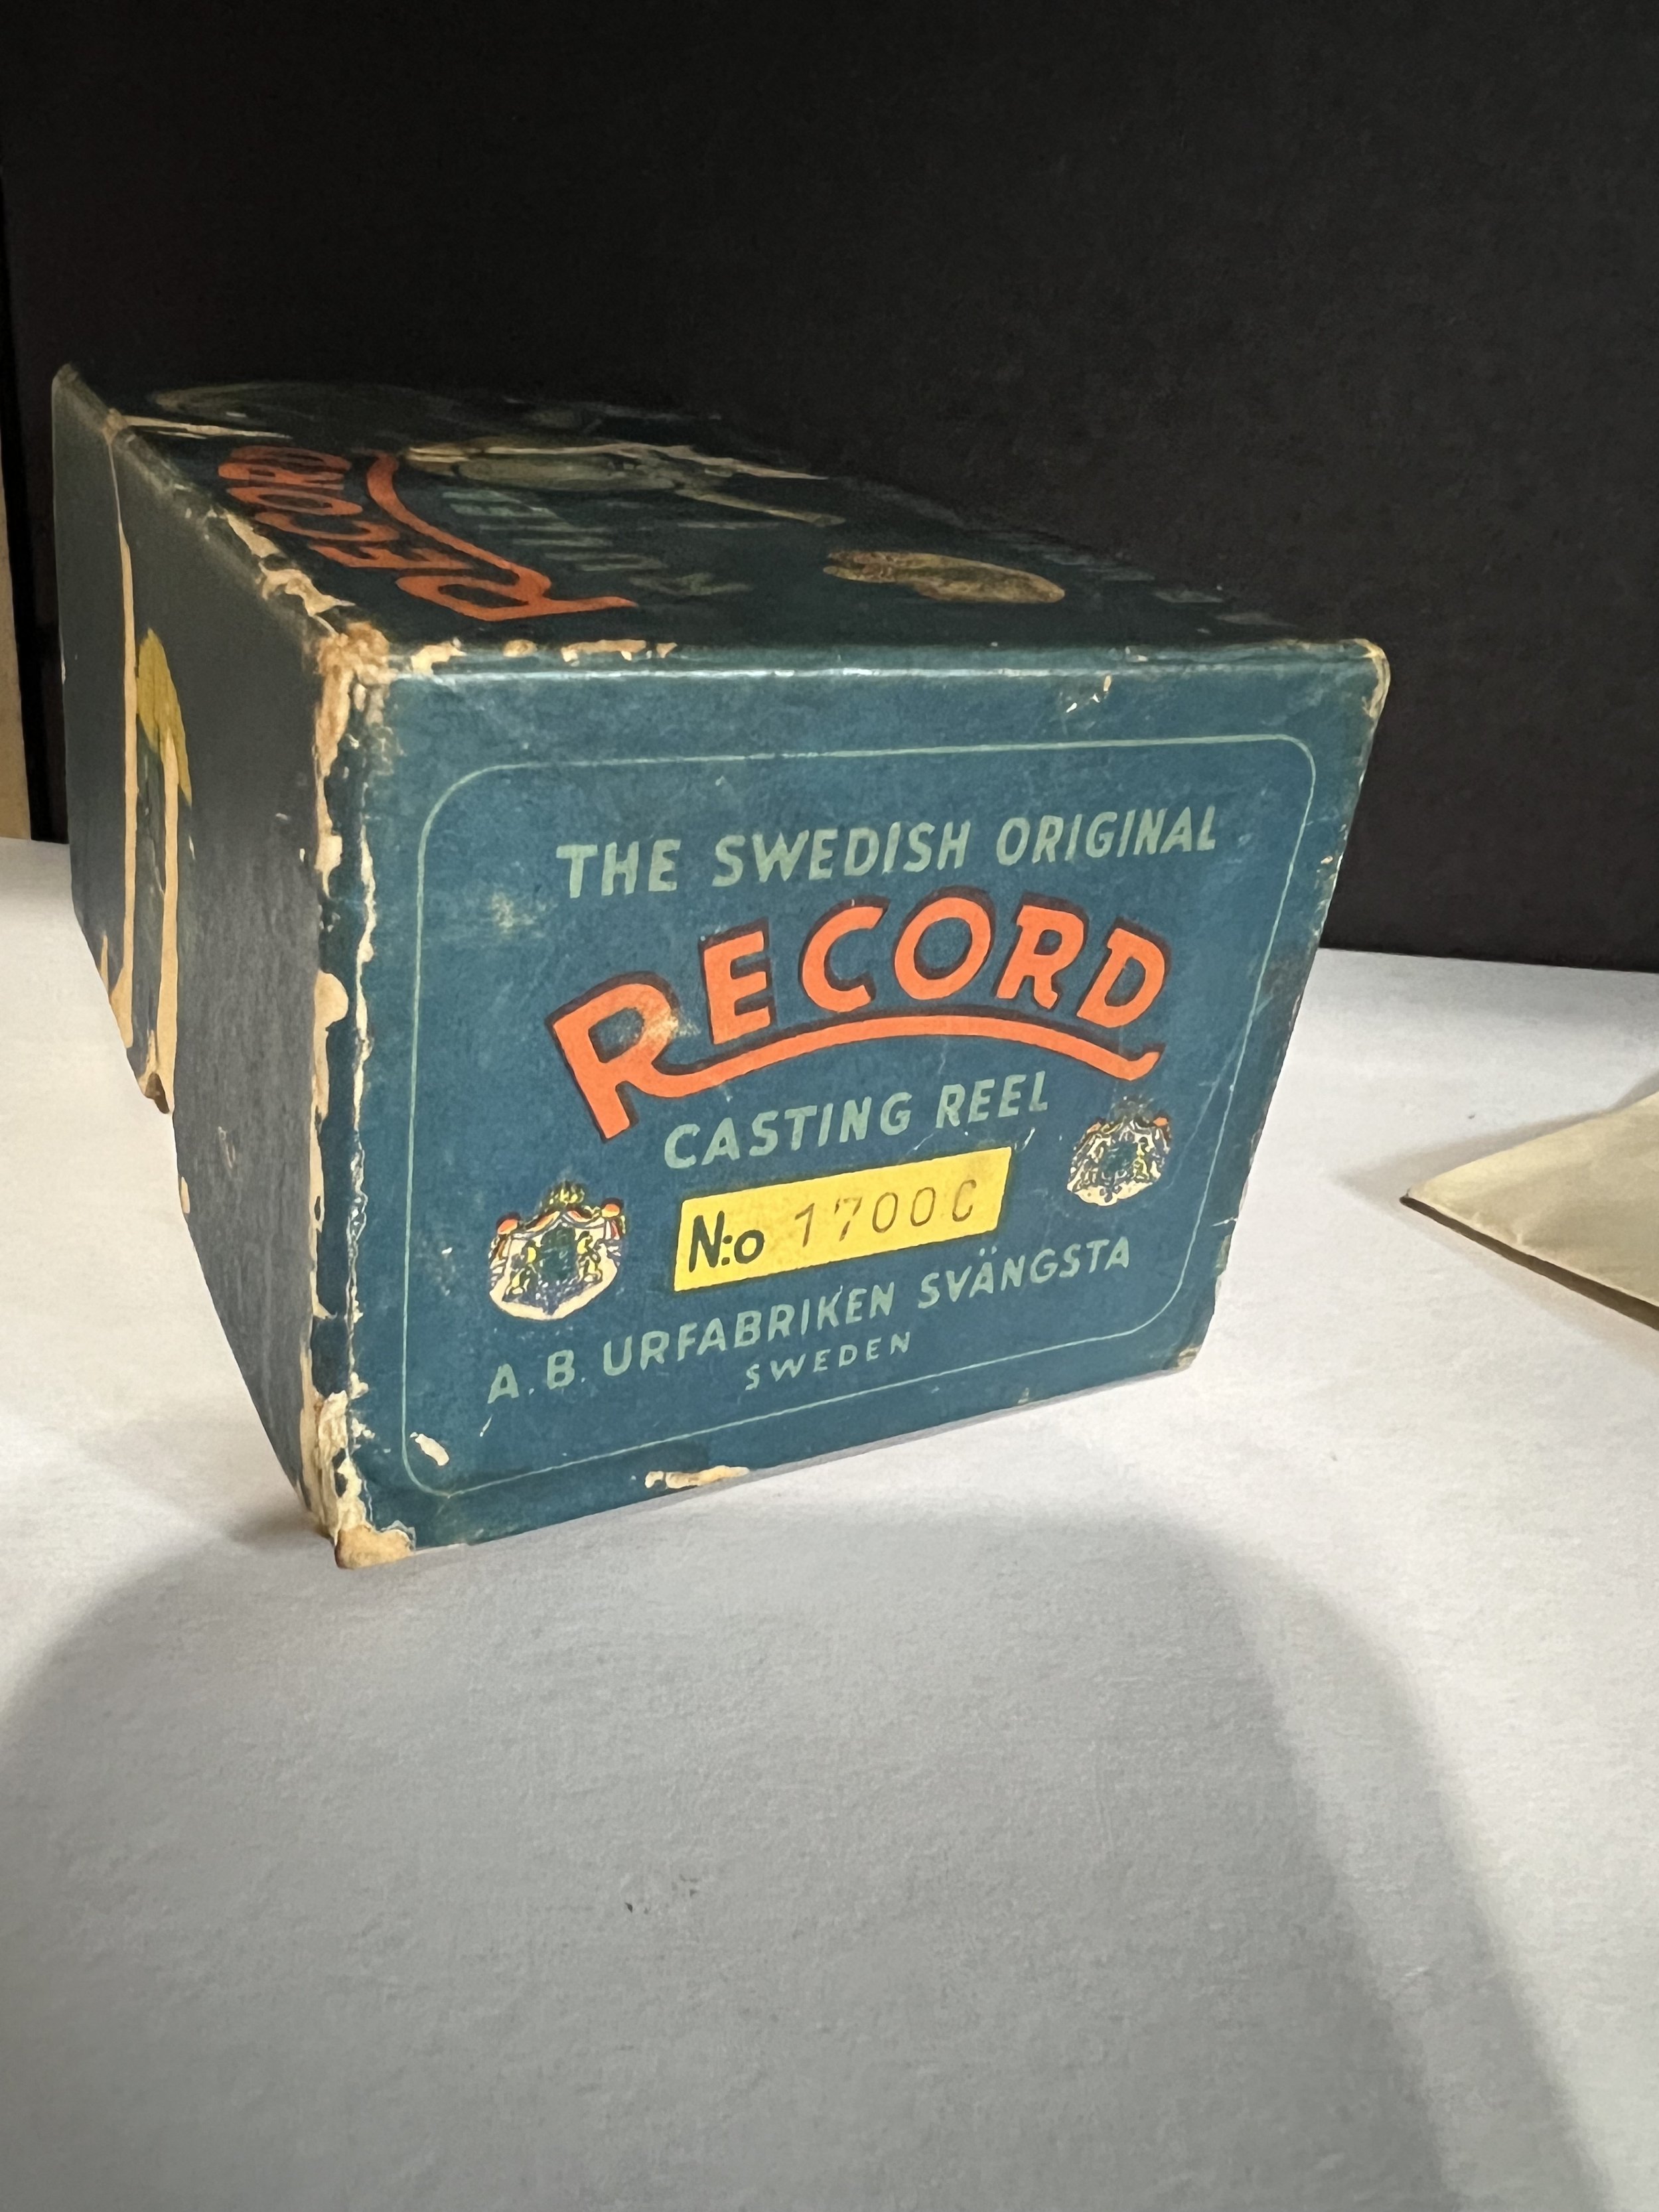 RECORD
THE SWEDISH ORIGINAL
RECORD
CASTING REEL
N:o 1700C
A.B. URFABRIKEN SVÄNGSTA
SWEDEN